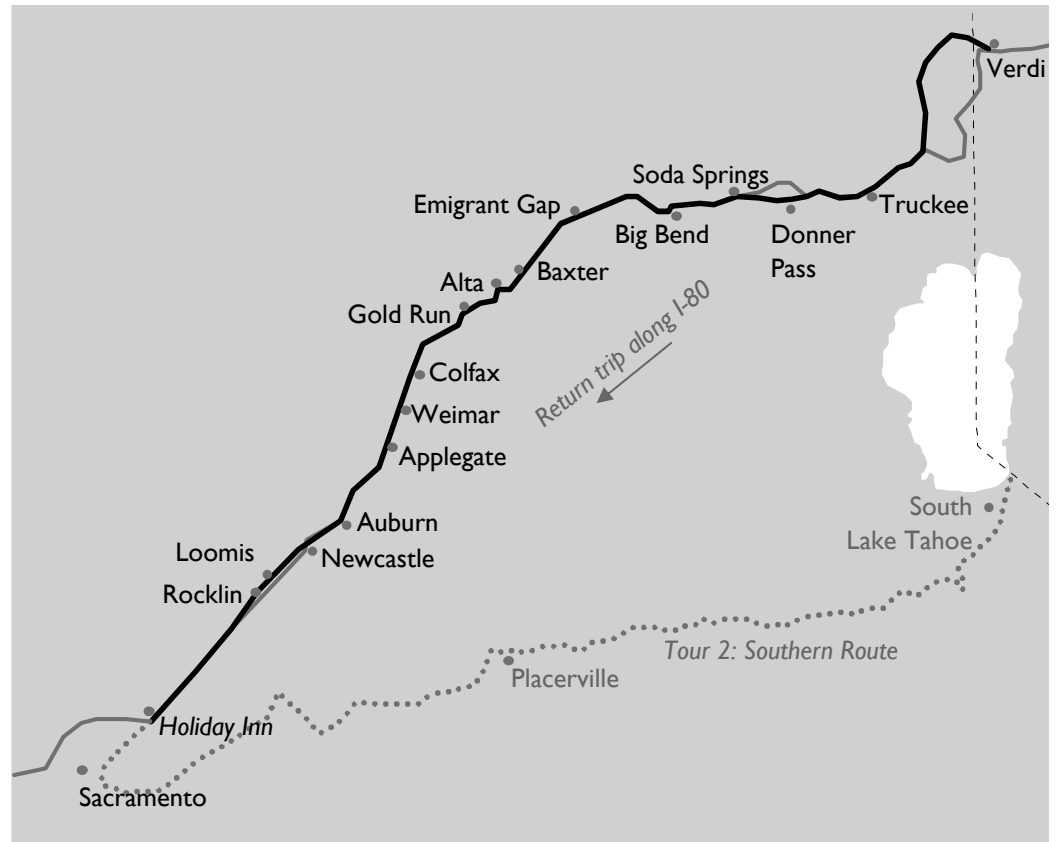 Verdi
Soda Springs
Truckee
Emigrant Gap
Big Bend
Donner
Pass
Baxter
Alta
Gold Run
Return trip along I-80
Colfax
Weimar
Applegate
South
Lake Tahoe
Auburn
Newcastle
Loomis
Rocklin
Tour 2: Southern Route
Placerville
Holiday Inn
Sacramento